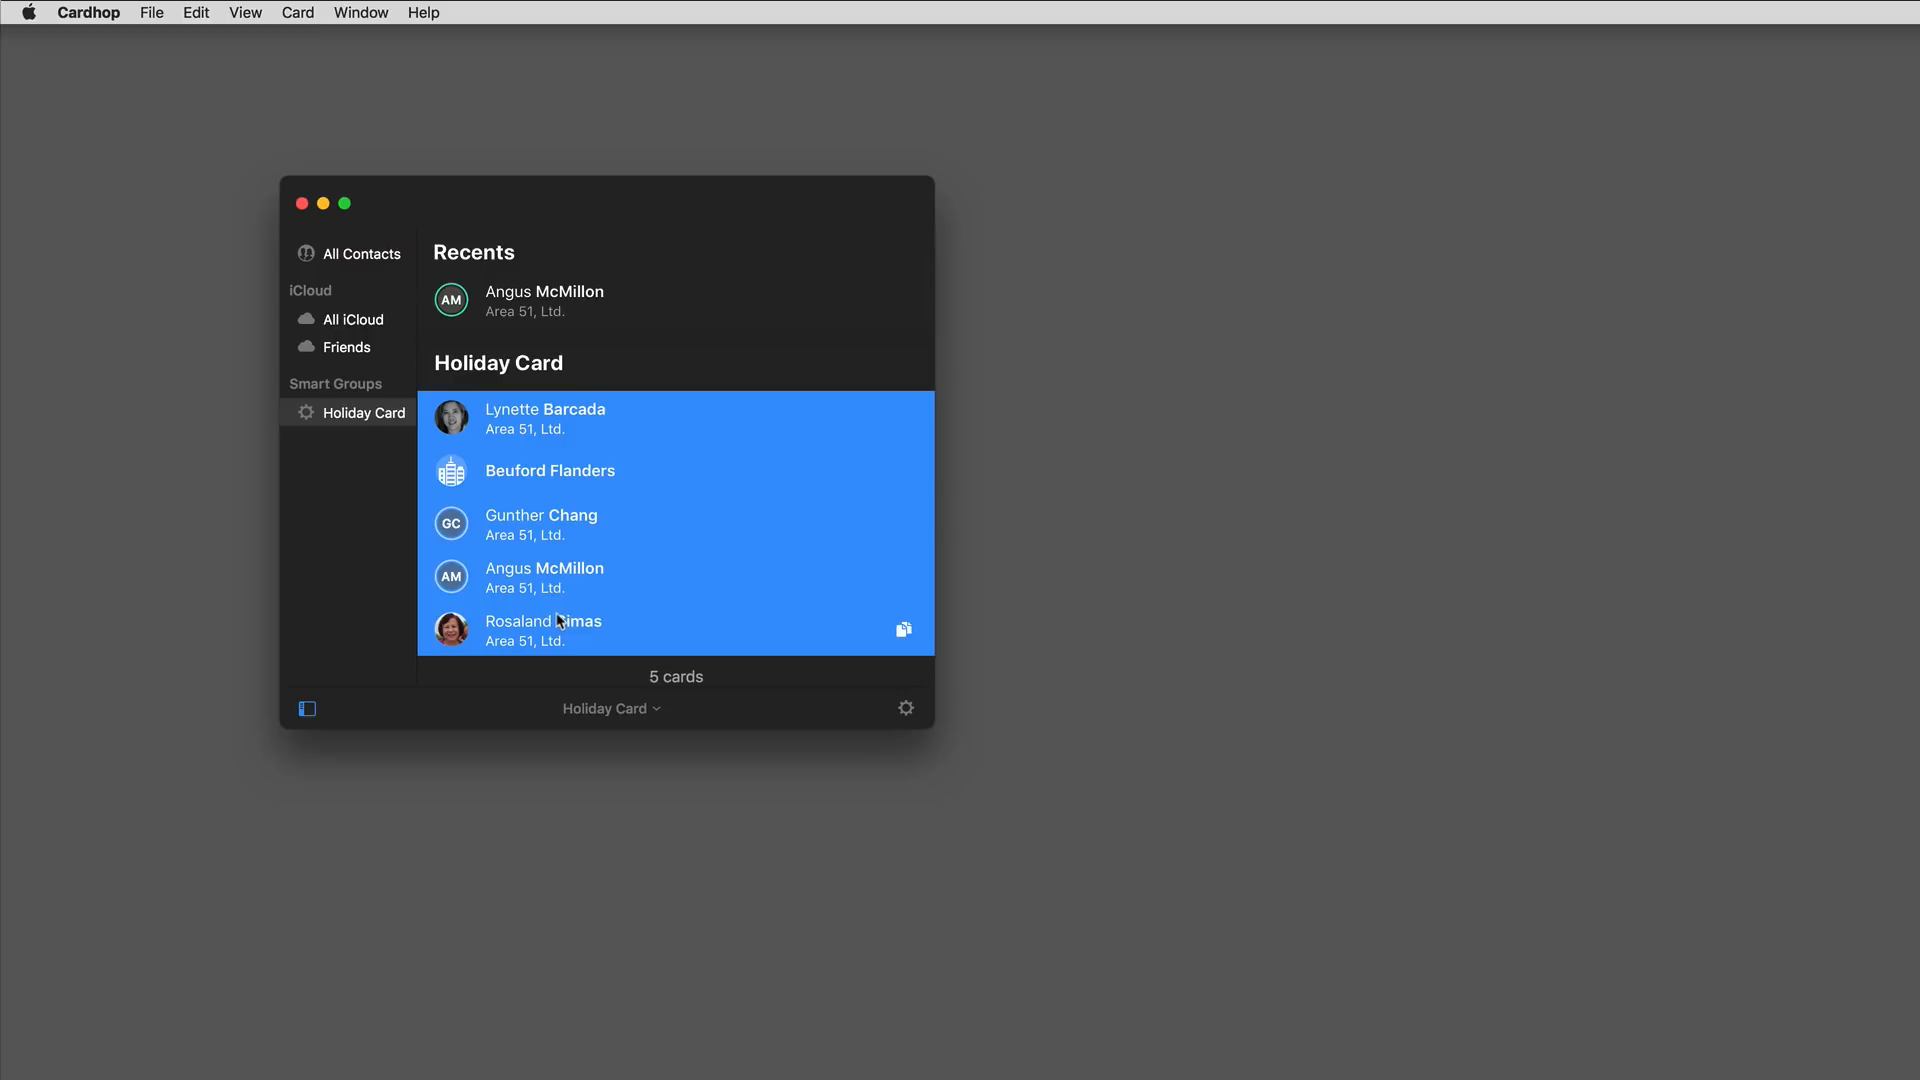 Cardhop File Edit View Card Window Help
All Contacts
iCloud
All iCloud
Friends
Smart Groups
Holiday Card
Recents
AM
Angus McMillon
Area 51, Ltd.
Holiday Card
Lynette Barcada
Area 51, Ltd.
Beuford Flanders
GC
Gunther Chang
Area 51, Ltd.
AM
Angus McMillon
Area 51, Ltd.
Rosaland
Area 51, Ltd.
5 cards
Holiday Card